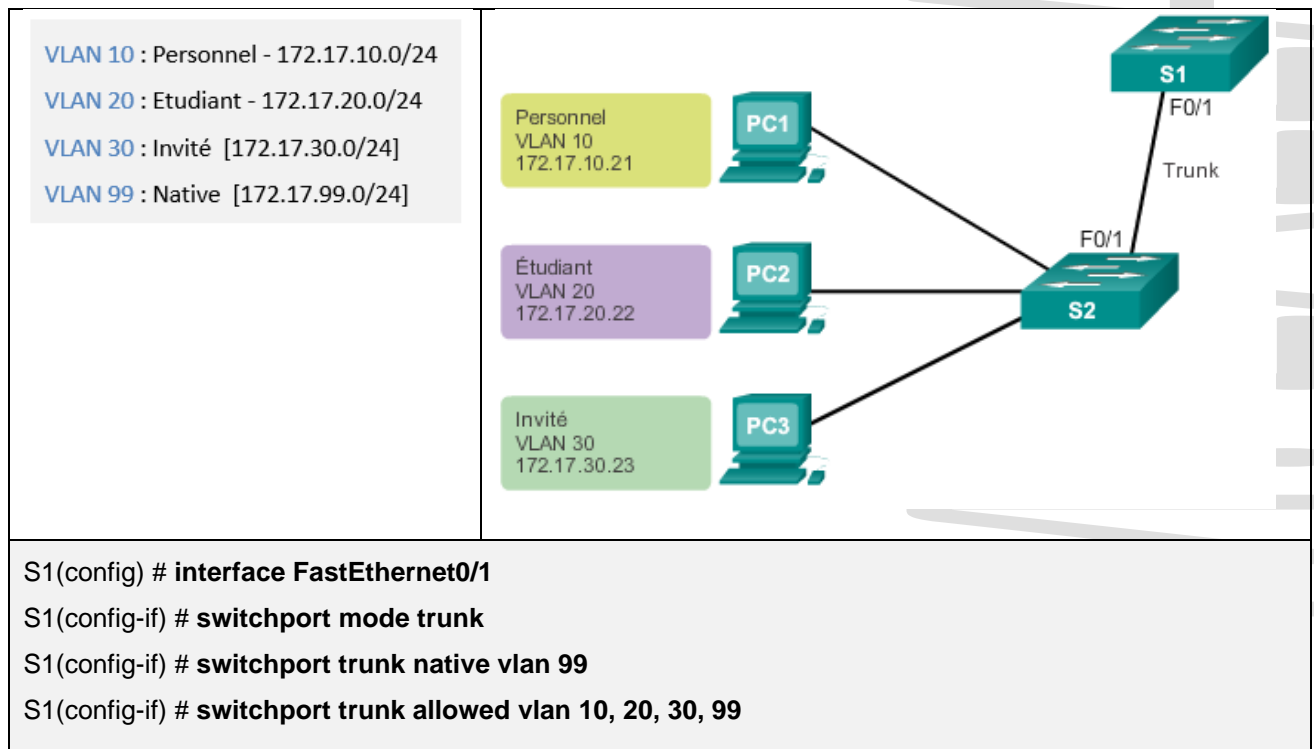 VLAN 10 : Personnel - 172.17.10.0/24
VLAN 20 : Etudiant - 172.17.20.0/24
VLAN 30 : Invité [172.17.30.0/24]
VLAN 99 : Native [172.17.99.0/24]
Personnel
VLAN 10
172.17.10.21
PC1
Étudiant
VLAN 20
172.17.20.22
PC2
Invité
VLAN 30
172.17.30.23
PC3
S1
F0/1
Trunk
F0/1
S2
S1(config) # interface FastEthernet0/1
S1(config-if) # switchport mode trunk
S1(config-if) # switchport trunk native vlan 99
S1(config-if) # switchport trunk allowed vlan 10, 20, 30, 99